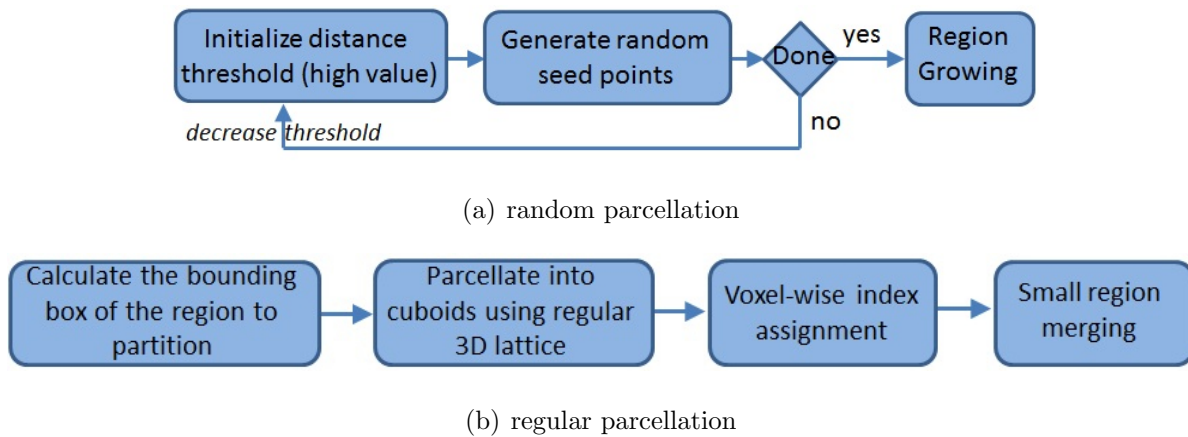 Initialize distance
threshold (high value)
Generate random
seed points
Done
yes
Region
Growing
no
decrease threshold
(a) random parcellation
Calculate the bounding
box of the region to
partition
Parcellate into
cuboids using regular
3D lattice
Voxel-wise index
assignment
Small region
merging
(b) regular parcellation